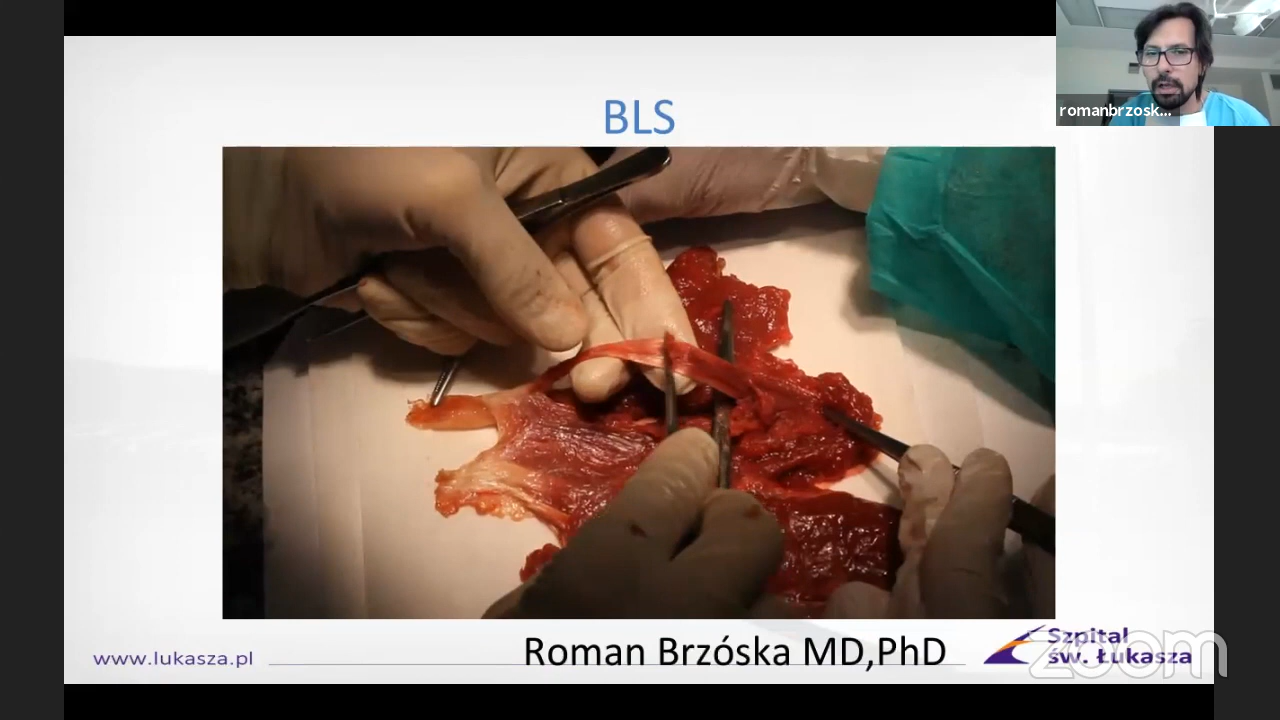 BLS
romanbrzosk...
Roman Brzóska MD,PhD
www.lukasza.pl
Szpital
św. Łukasza
zoom